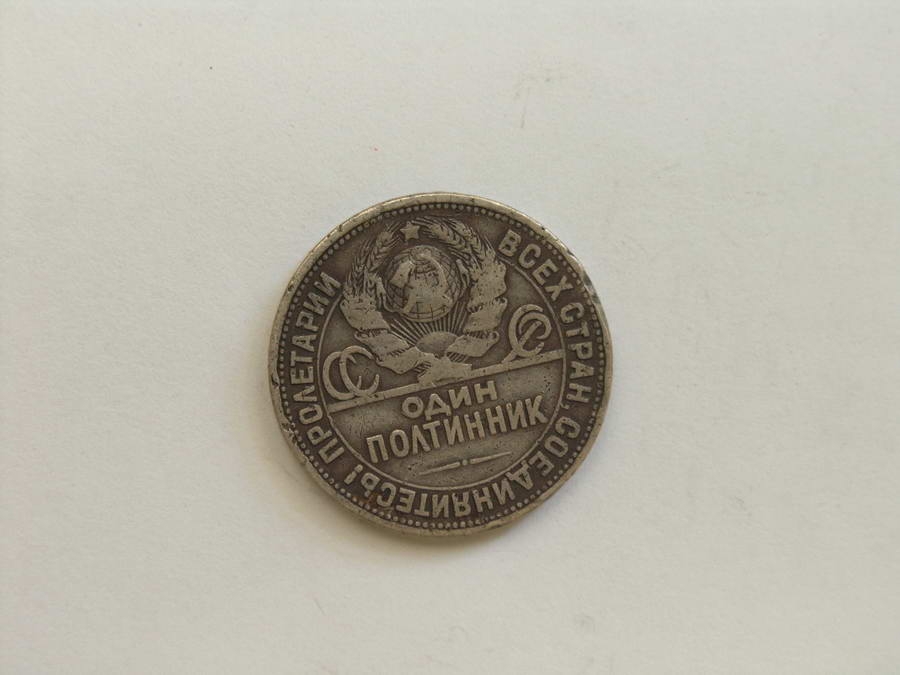 ПРОЛЕТАРИИ ВСЕХ СТРАН, СОЕДИНЯЙТЕСЬ!
СС
СР
ОДИН
ПОЛТИННИК